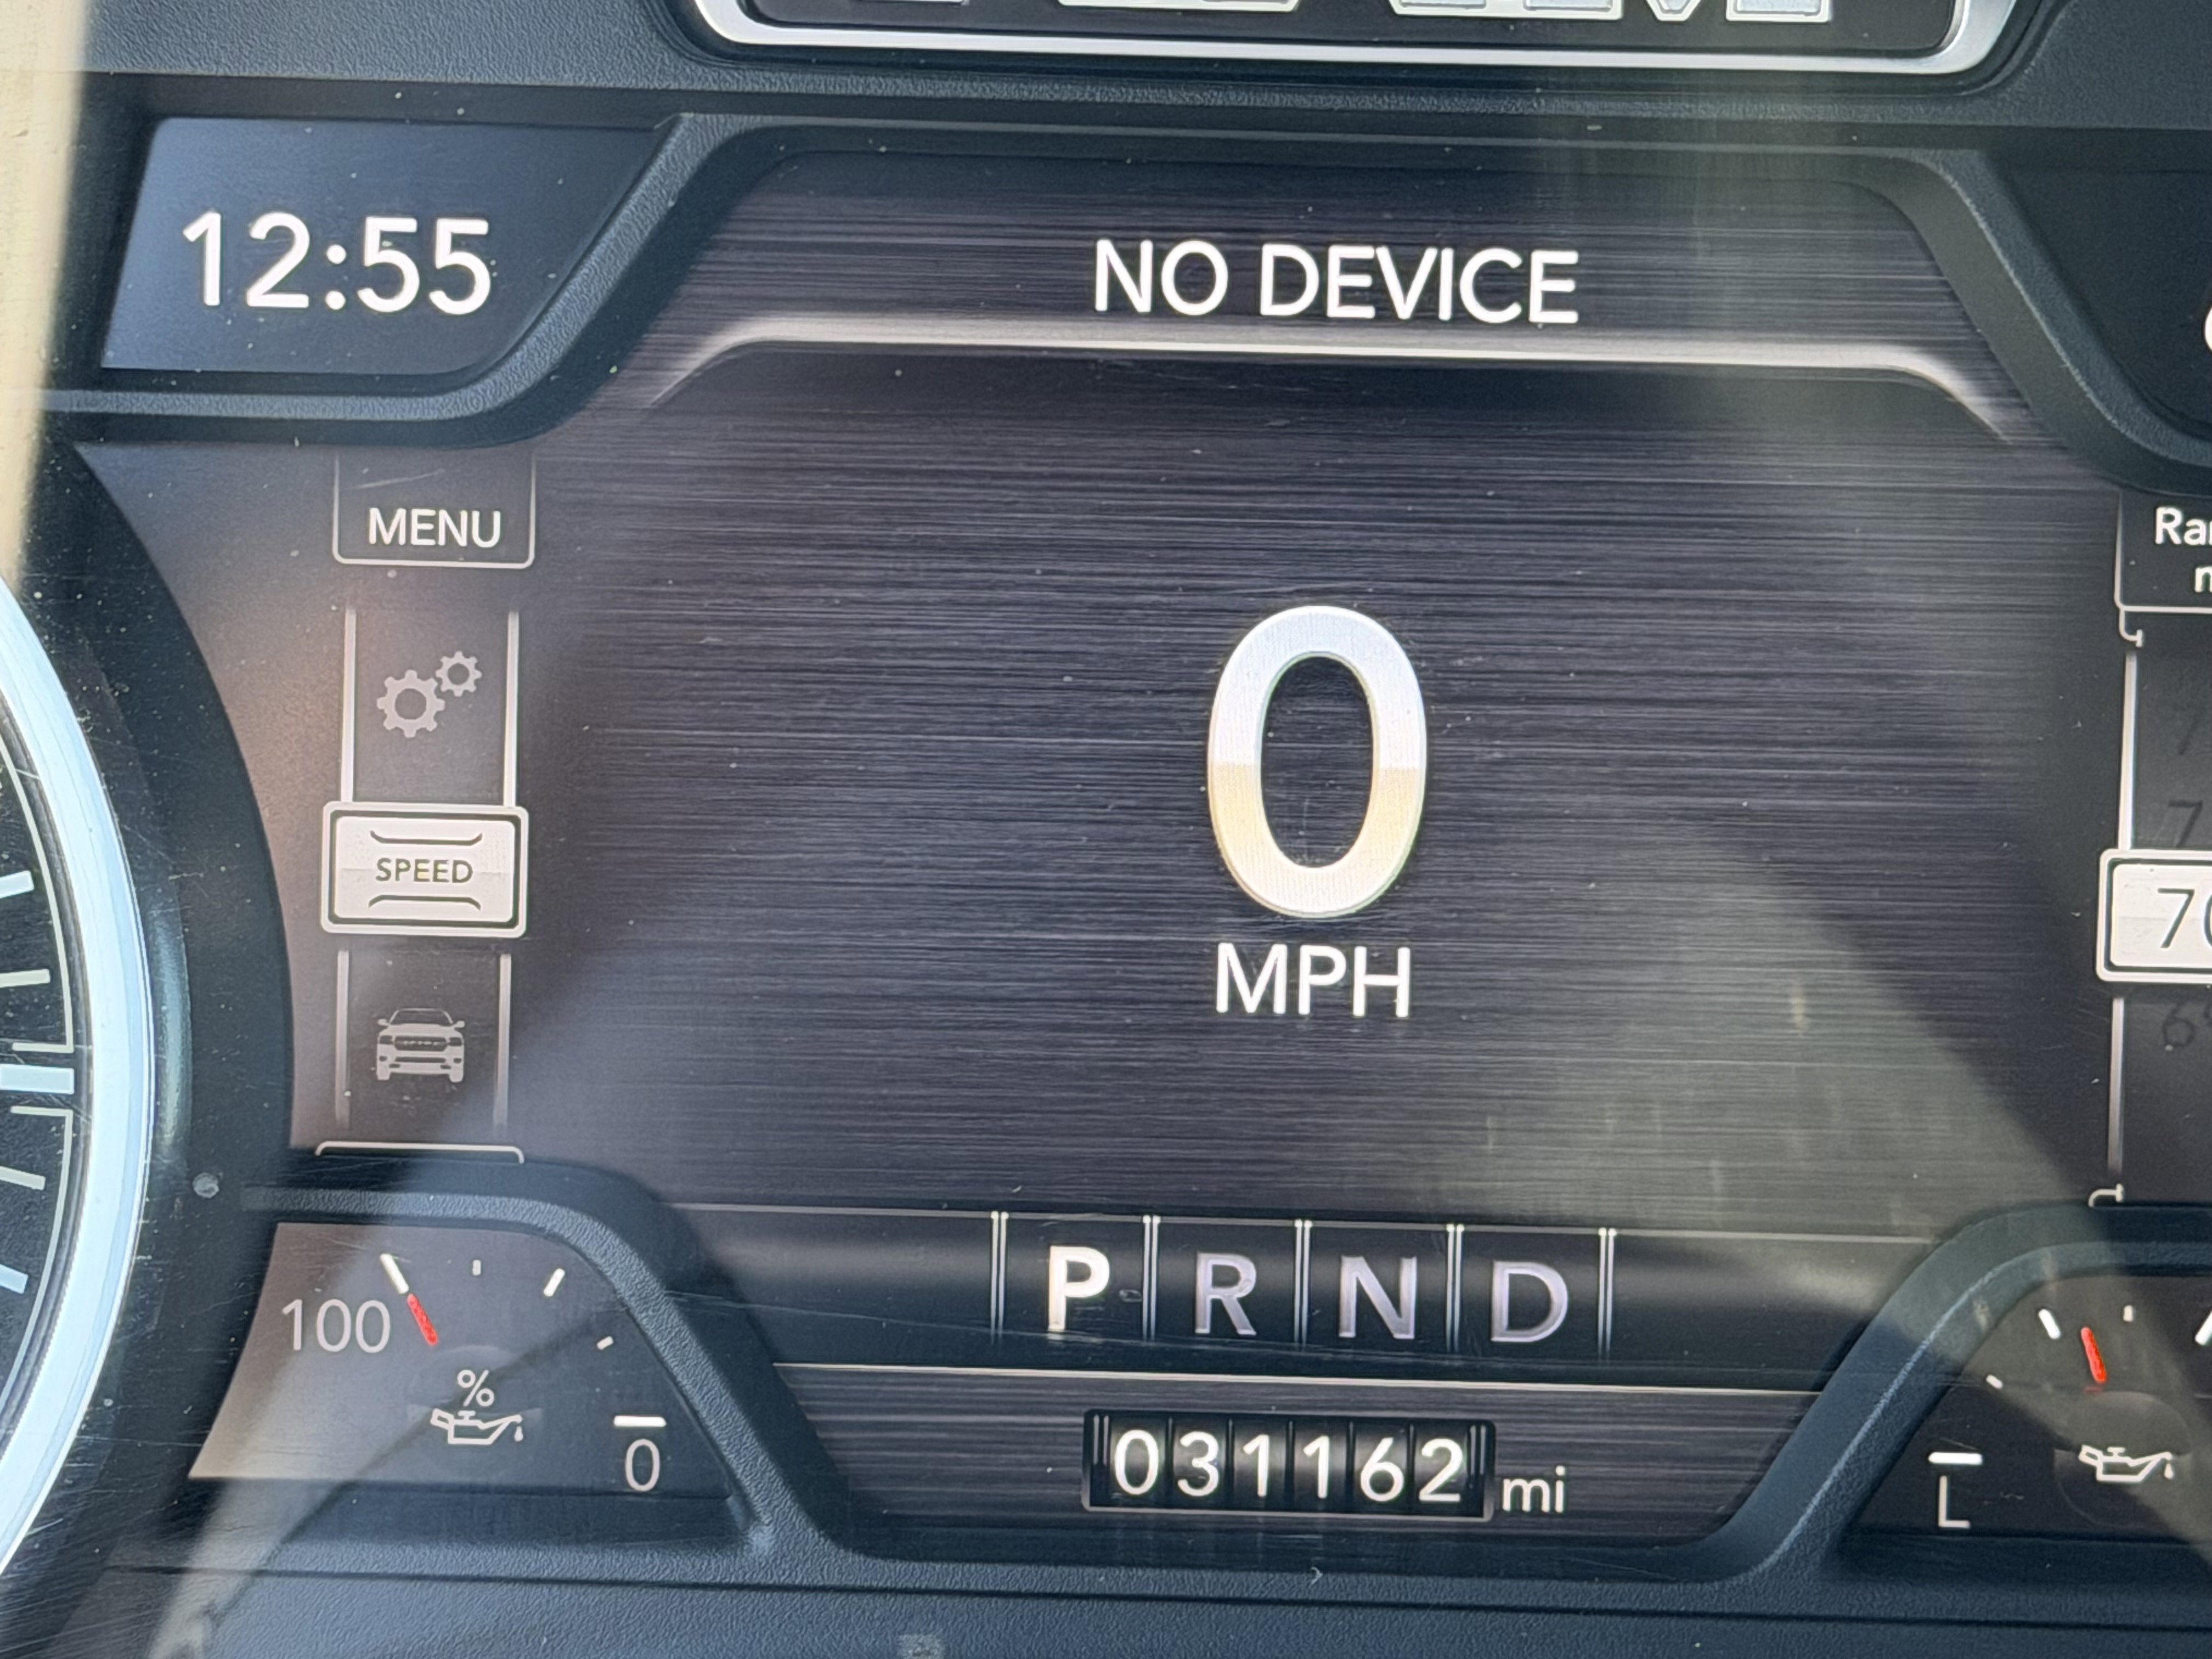 12:55
NO DEVICE
MENU
0
SPEED
MPH
P R N D
100
%
0
031162 mi
L